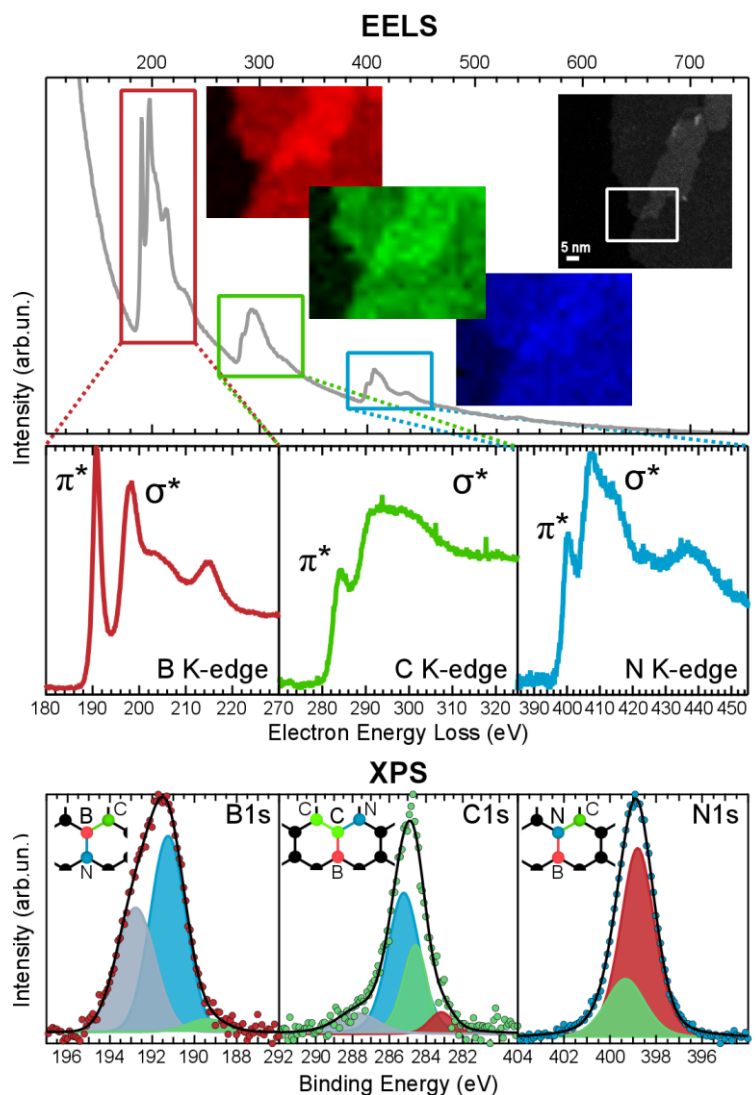 EELS
200 300 400 500 600 700
5 nm
Intensity (arb.un.)
π* σ* B K-edge
π* σ* C K-edge
π* σ* N K-edge
180 190 200 210 220 230 270 280 290 300 310 320 390 400 410 420 430 440 450
Electron Energy Loss (eV)
XPS
B C N B1s
C C N B C1s
N C B N1s
Intensity (arb.un.)
196 194 192 190 188 292 290 288 286 284 282 404 402 400 398 396
Binding Energy (eV)